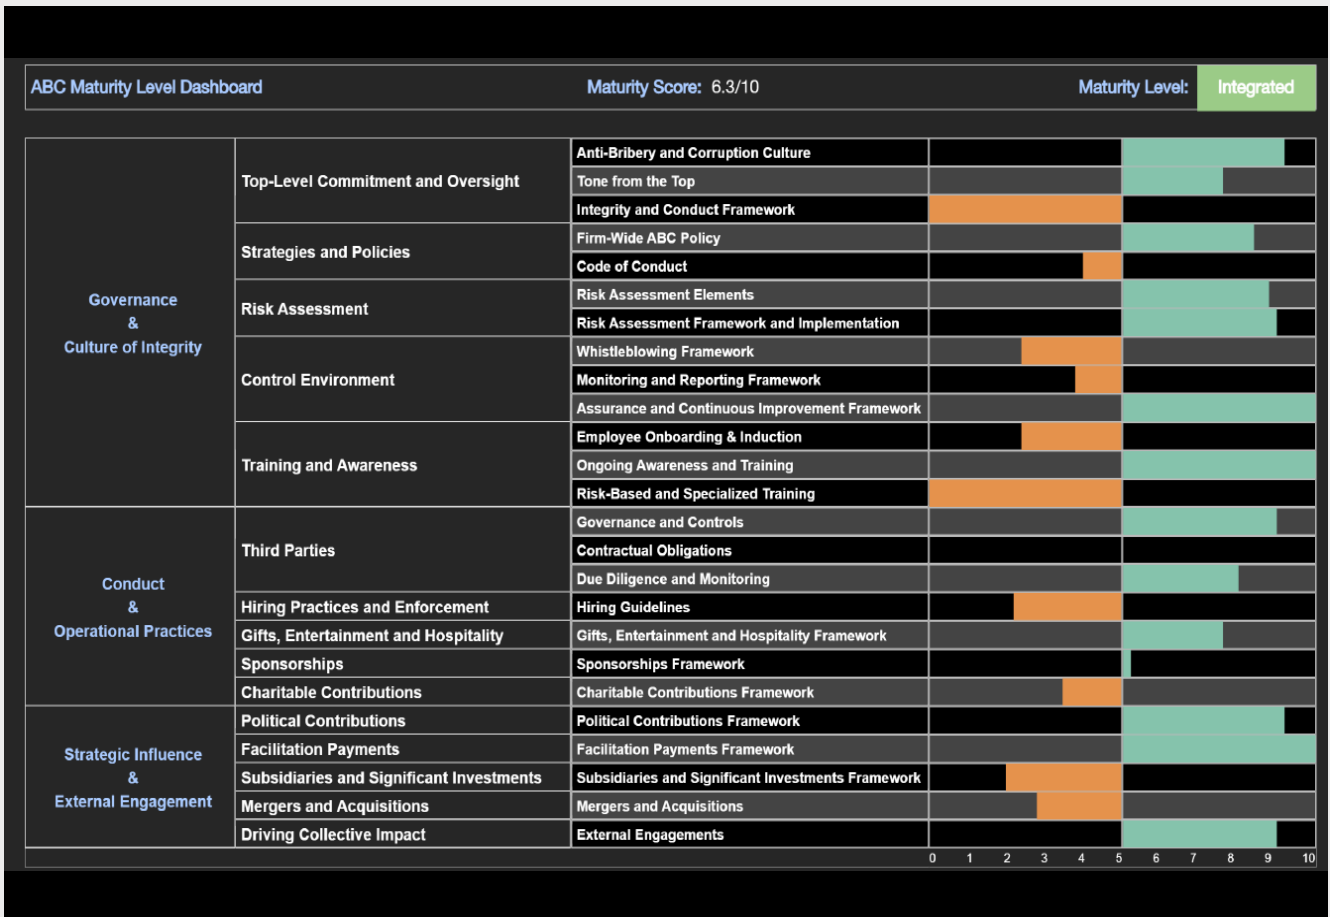 ABC Maturity Level Dashboard
Maturity Score: 6.3/10
Maturity Level: Integrated
Governance
&
Culture of Integrity
Top-Level Commitment and Oversight
Anti-Bribery and Corruption Culture
Tone from the Top
Integrity and Conduct Framework
Strategies and Policies
Firm-Wide ABC Policy
Code of Conduct
Risk Assessment
Risk Assessment Elements
Risk Assessment Framework and Implementation
Control Environment
Whistleblowing Framework
Monitoring and Reporting Framework
Assurance and Continuous Improvement Framework
Training and Awareness
Employee Onboarding & Induction
Ongoing Awareness and Training
Risk-Based and Specialized Training
Conduct
&
Operational Practices
Third Parties
Governance and Controls
Contractual Obligations
Due Diligence and Monitoring
Hiring Practices and Enforcement
Hiring Guidelines
Gifts, Entertainment and Hospitality
Gifts, Entertainment and Hospitality Framework
Sponsorships
Sponsorships Framework
Charitable Contributions
Charitable Contributions Framework
Strategic Influence
&
External Engagement
Political Contributions
Political Contributions Framework
Facilitation Payments
Facilitation Payments Framework
Subsidiaries and Significant Investments
Subsidiaries and Significant Investments Framework
Mergers and Acquisitions
Mergers and Acquisitions
Driving Collective Impact
External Engagements
0 1 2 3 4 5 6 7 8 9 10